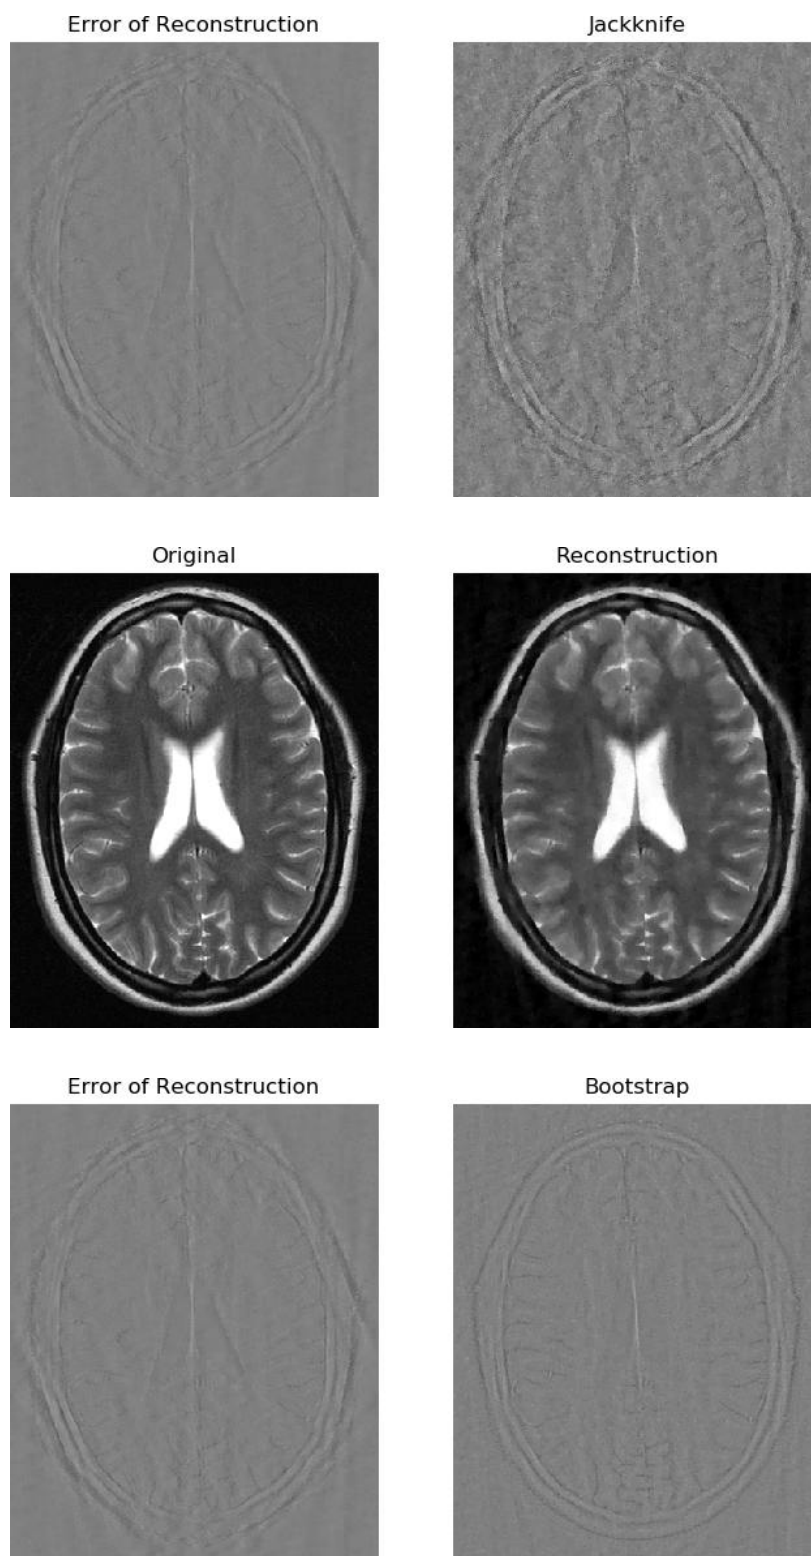 Error of Reconstruction
Jackknife
Original
Reconstruction
Error of Reconstruction
Bootstrap